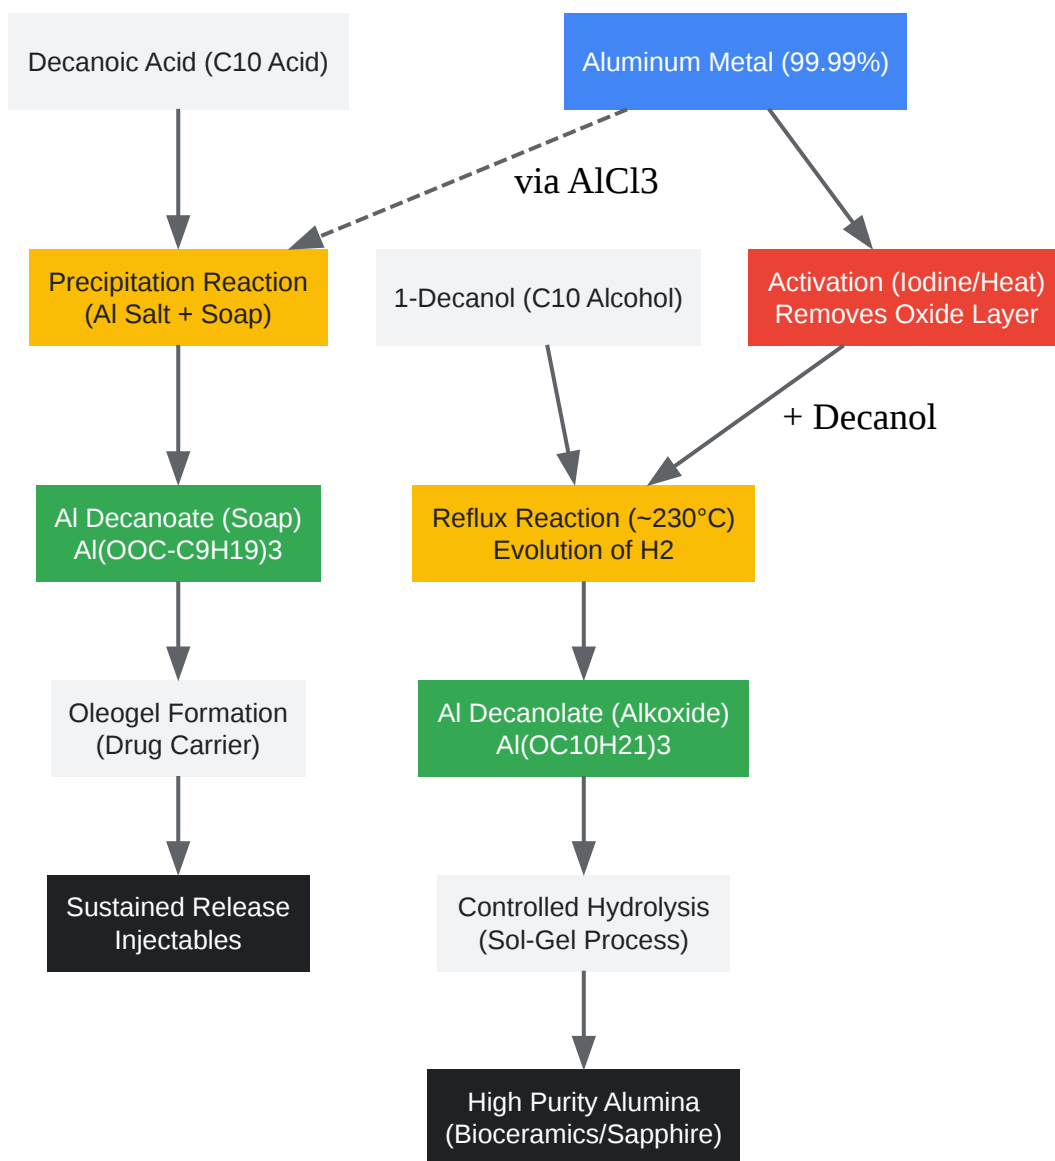 Decanoic Acid (C10 Acid)
Aluminum Metal (99.99%)
via AlCl3
Precipitation Reaction
(Al Salt + Soap)
1-Decanol (C10 Alcohol)
Activation (Iodine/Heat)
Removes Oxide Layer
+ Decanol
Al Decanoate (Soap)
Al(OOC-C9H19)3
Reflux Reaction (~230°C)
Evolution of H2
Oleogel Formation
(Drug Carrier)
Al Decanolate (Alkoxide)
Al(OC10H21)3
Sustained Release
Injectables
Controlled Hydrolysis
(Sol-Gel Process)
High Purity Alumina
(Bioceramics/Sapphire)